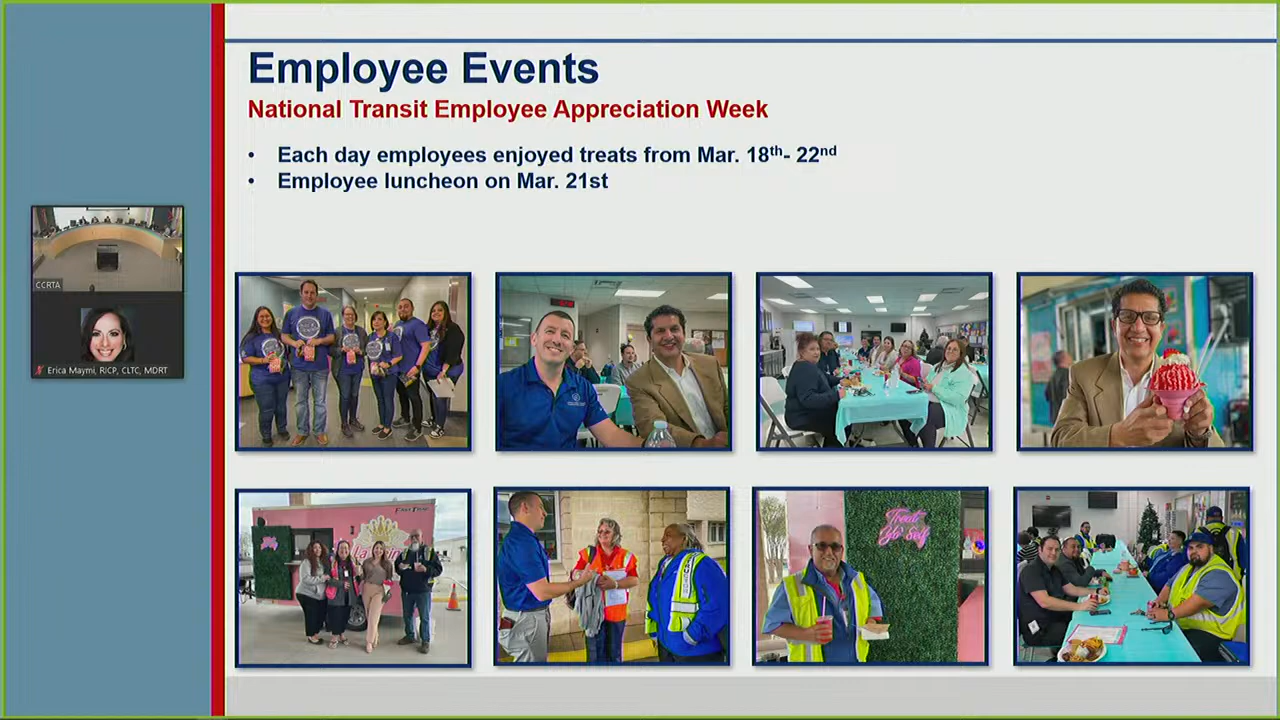 Employee Events
National Transit Employee Appreciation Week
• Each day employees enjoyed treats from Mar. 18th- 22nd
• Employee luncheon on Mar. 21st
CCRTA
Erica Maymi, RICP, CLTC, MDRT
Treat
Yo Self